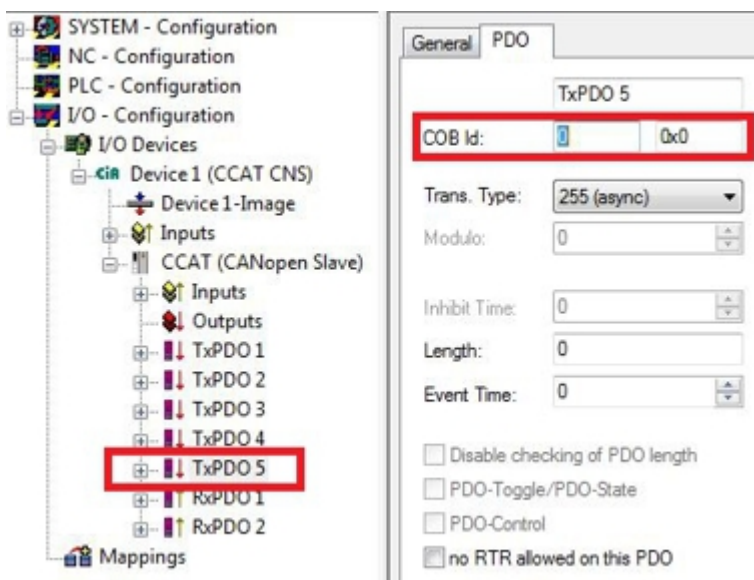 SYSTEM - Configuration
NC - Configuration
PLC - Configuration
I/O - Configuration
I/O Devices
CiA Device 1 (CCAT CNS)
Device 1-Image
Inputs
CCAT (CANopen Slave)
Inputs
Outputs
TxPDO 1
TxPDO 2
TxPDO 3
TxPDO 4
TxPDO 5
RxPDO 1
RxPDO 2
Mappings
General PDO
TxPDO 5
COB Id: 0 0x0
Trans. Type: 255 (async)
Modulo: 0
Inhibit Time: 0
Length: 0
Event Time: 0
Disable checking of PDO length
PDO-Toggle/PDO-State
PDO-Control
no RTR allowed on this PDO